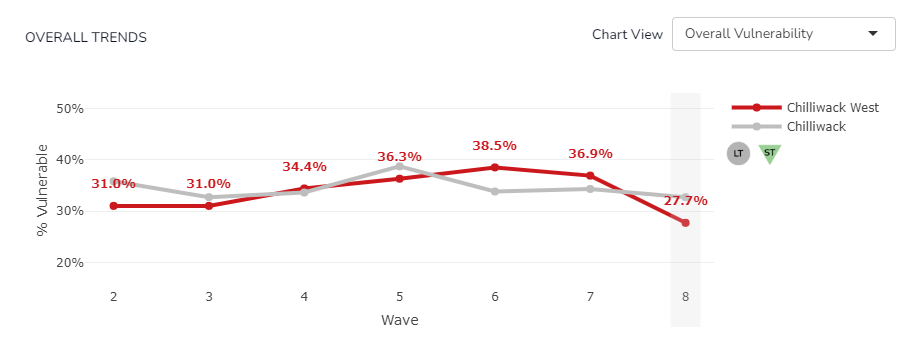 OVERALL TRENDS
Chart View
Overall Vulnerability
50%
40%
30%
20%
% Vulnerable
31.0%
31.0%
34.4%
36.3%
38.5%
36.9%
27.7%
2
3
4
5
6
7
8
Wave
Chilliwack West
Chilliwack
LT
ST